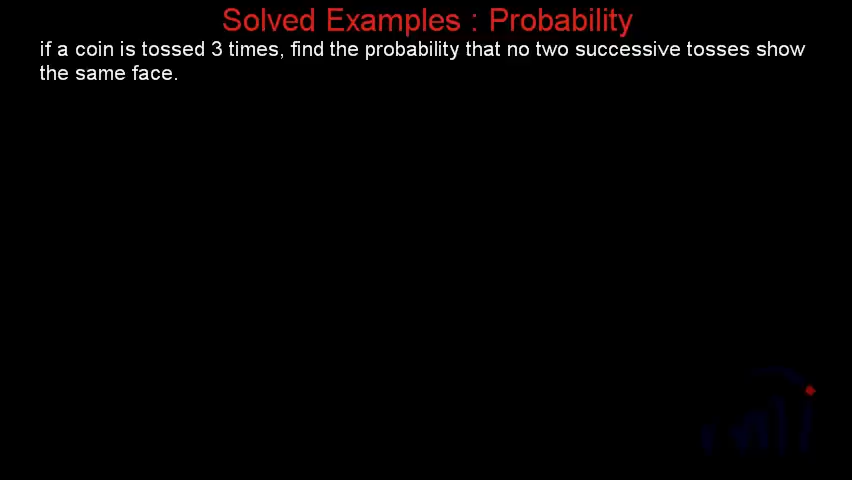 Solved Examples : Probability
if a coin is tossed 3 times, find the probability that no two successive tosses show
the same face.